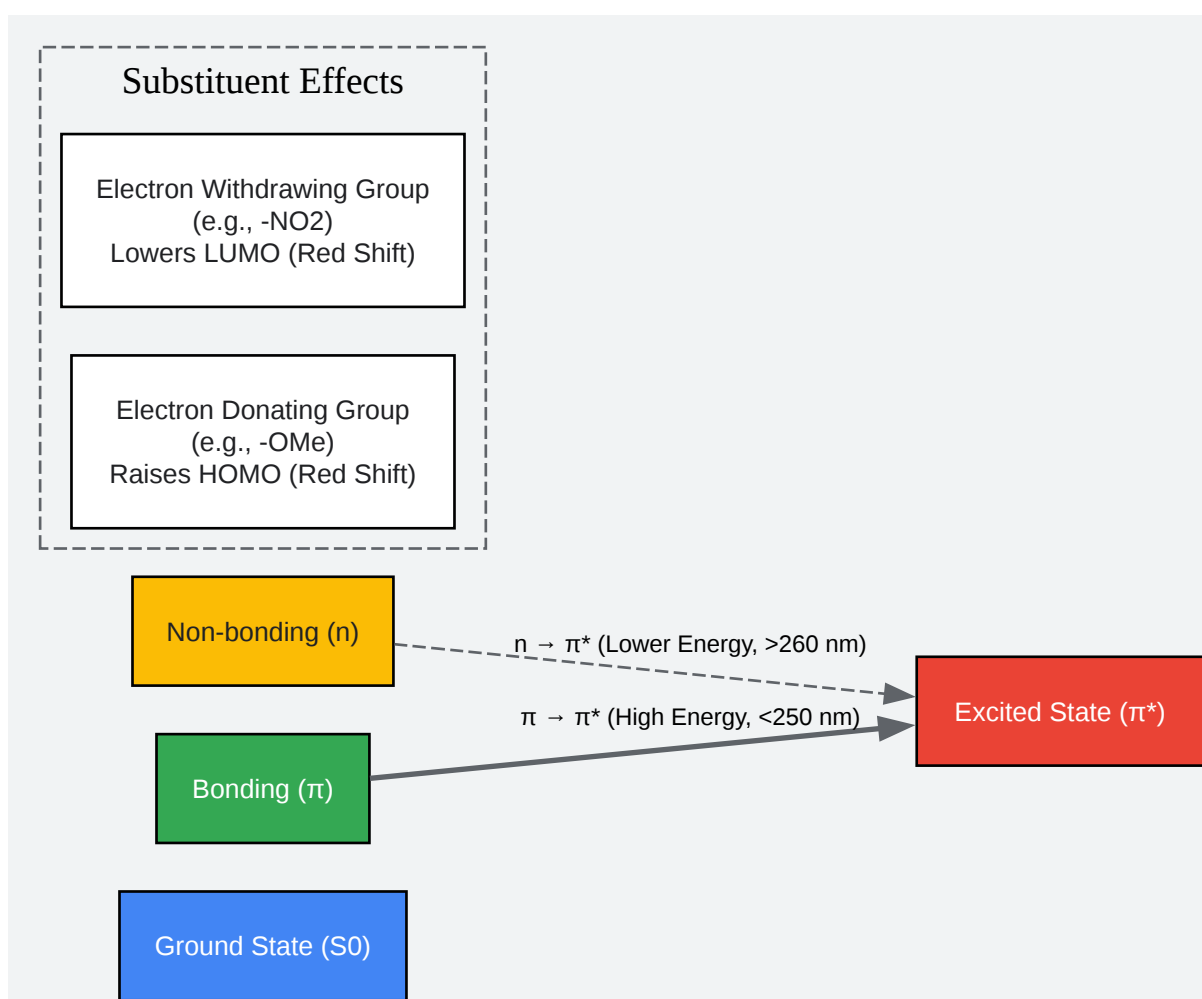 Substituent Effects
Electron Withdrawing Group
(e.g., -NO2)
Lowers LUMO (Red Shift)
Electron Donating Group
(e.g., -OMe)
Raises HOMO (Red Shift)
Non-bonding (n)
n → π* (Lower Energy, >260 nm)
Excited State (π*)
π → π* (High Energy, <250 nm)
Bonding (π)
Ground State (S0)